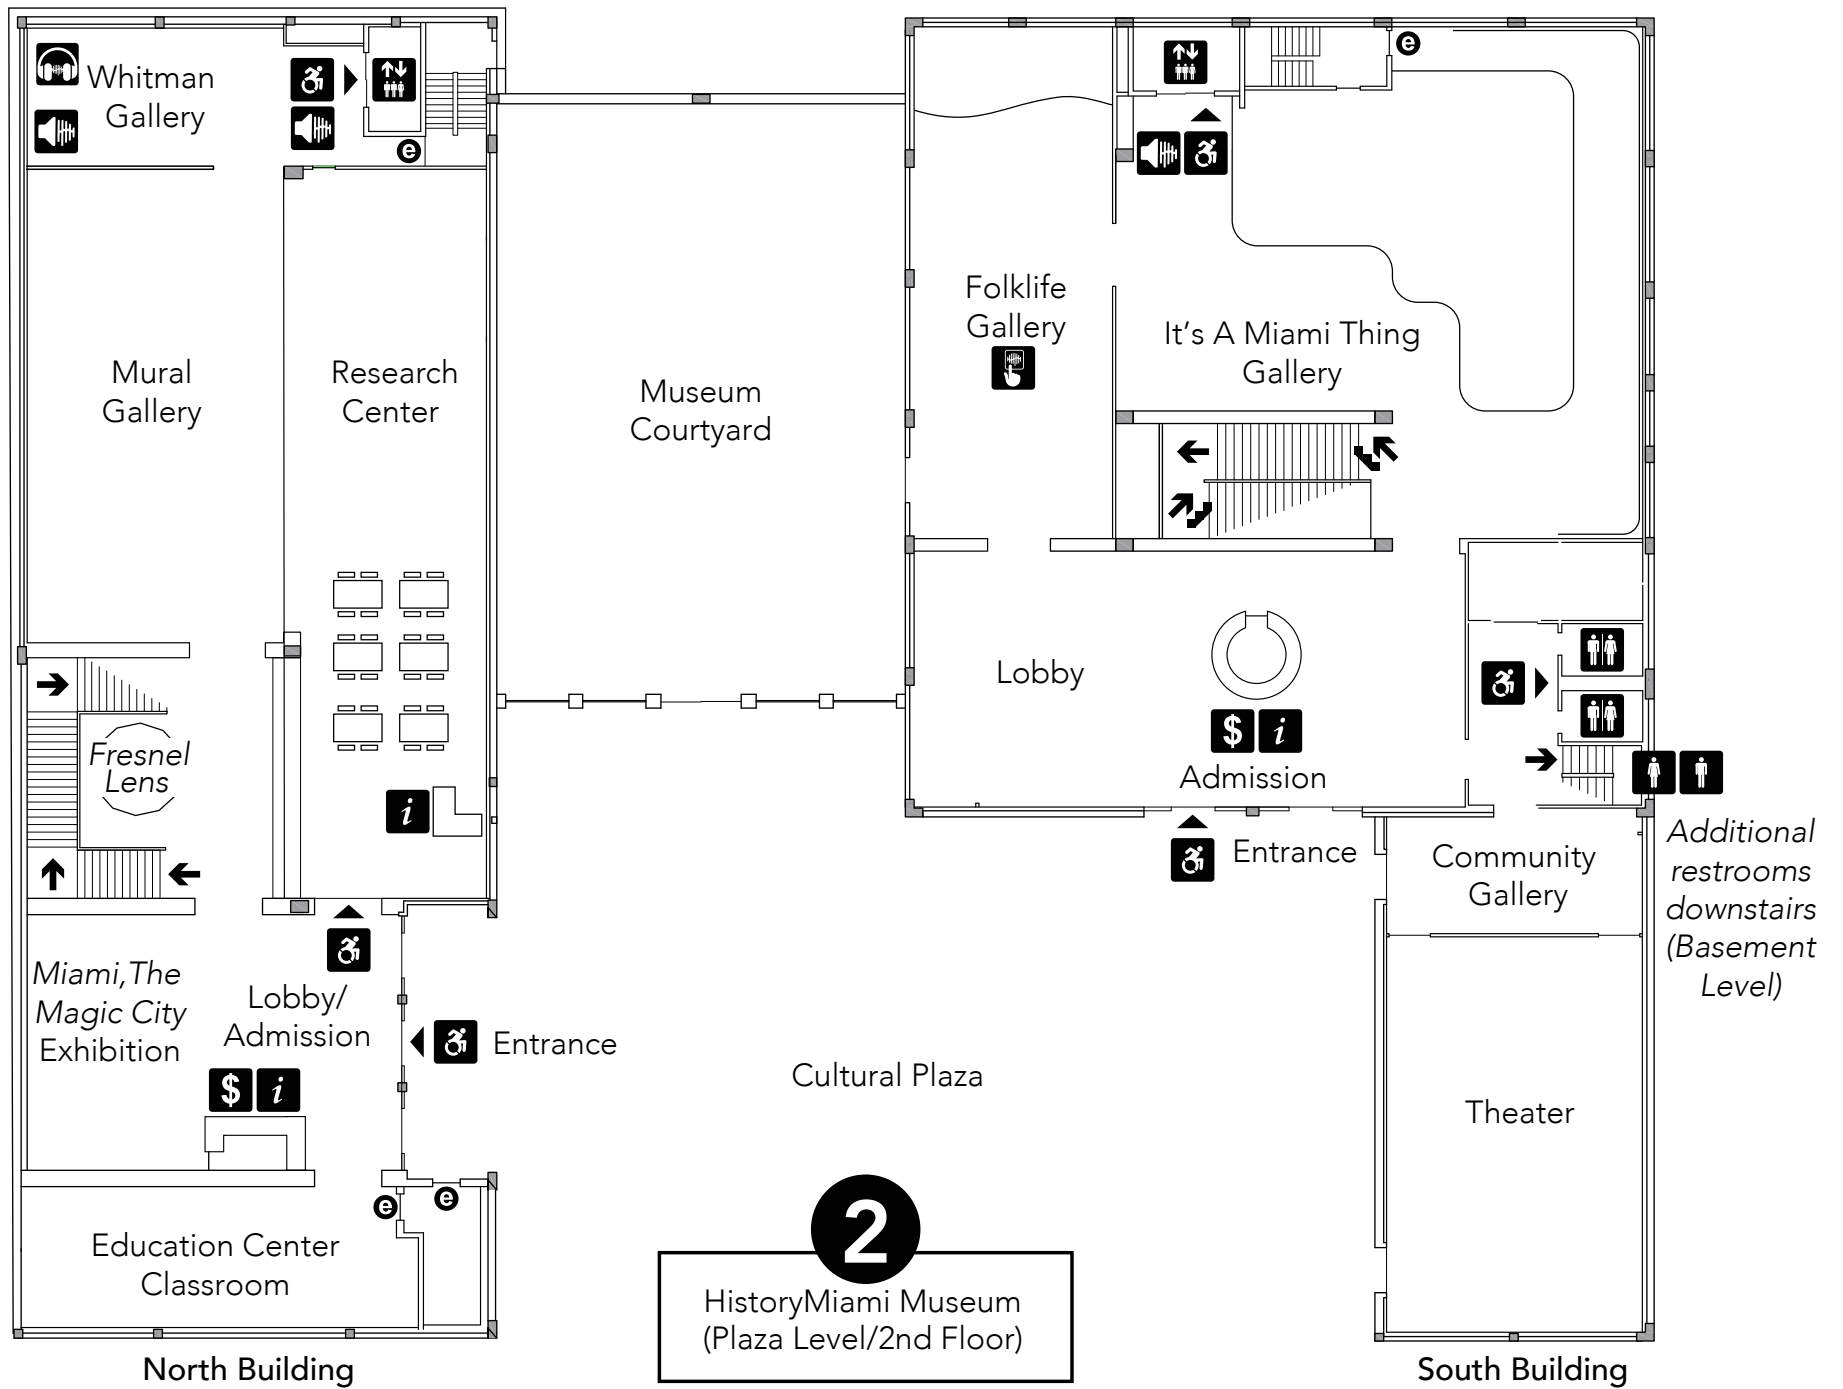 Whitman
Gallery
e
e
Mural
Gallery
Research
Center
Museum
Courtyard
Folklife
Gallery
It's A Miami Thing
Gallery
Fresnel
Lens
i
Lobby
$ i
Admission
Entrance
Community
Gallery
Additional
restrooms
downstairs
(Basement
Level)
Miami,The
Magic City
Exhibition
Lobby/
Admission
$ i
Entrance
Cultural Plaza
Theater
e
e
Education Center
Classroom
2
HistoryMiami Museum
(Plaza Level/2nd Floor)
North Building
South Building